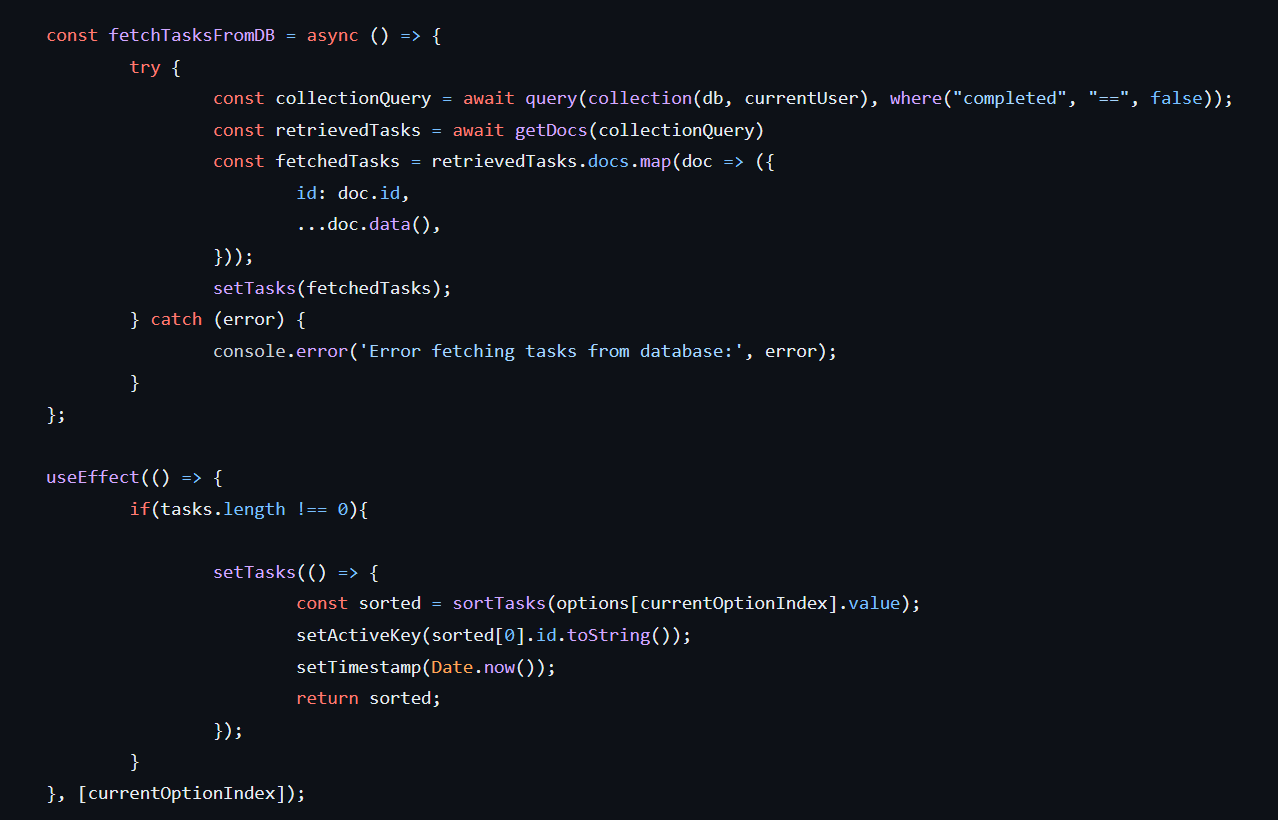 const fetchTasksFromDB = async () => {
try {
const collectionQuery = await query(collection(db, currentUser), where("completed", "==", false));
const retrievedTasks = await getDocs(collectionQuery)
const fetchedTasks = retrievedTasks.docs.map(doc => ({
id: doc.id,
...doc.data(),
}));
setTasks(fetchedTasks);
} catch (error) {
console.error('Error fetching tasks from database:', error);
}
};
useEffect(() => {
if(tasks.length !== 0){
setTasks(() => {
const sorted = sortTasks(options[currentOptionIndex].value);
setActiveKey(sorted[0].id.toString());
setTimestamp(Date.now());
return sorted;
});
}
}, [currentOptionIndex]);